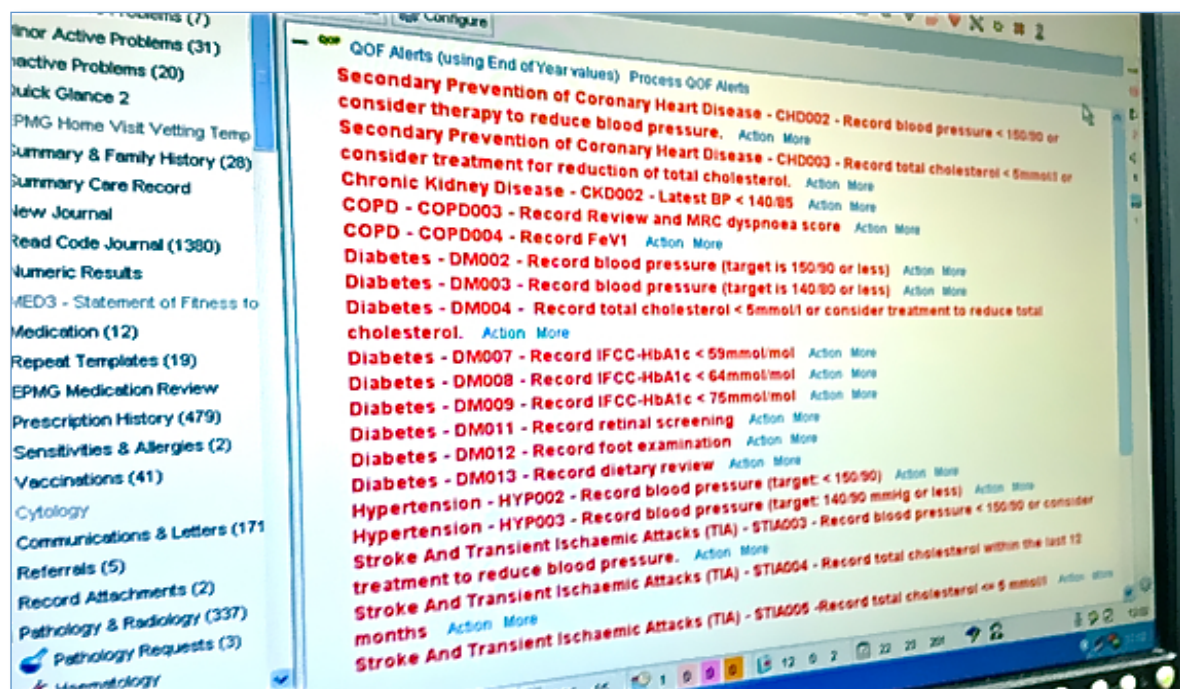 Problems (7)
inor Active Problems (31)
nactive Problems (20)
uick Glance 2
PMG Home Visit Vetting Temp
Summary & Family History (28)
Summary Care Record
New Journal
Read Code Journal (1380)
Numeric Results
MED3 - Statement of Fitness to
Medication (12)
Repeat Templates (19)
EPMG Medication Review
Prescription History (479)
Sensitivities & Allergies (2)
Vaccinations (41)
Cytology
Communications & Letters (171
Referrals (5)
Record Attachments (2)
Pathology & Radiology (337)
Pathology Requests (3)
Haematology
Configure
QOF QOF Alerts (using End of Year values) Process QOF Alerts
Secondary Prevention of Coronary Heart Disease - CHD002 - Record blood pressure < 150/90 or
consider therapy to reduce blood pressure. Action More
Secondary Prevention of Coronary Heart Disease - CHD003 - Record total cholesterol < 5mmol/l or
consider treatment for reduction of total cholesterol. Action More
Chronic Kidney Disease - CKD002 - Latest BP < 140/85 Action More
COPD - COPD003 - Record Review and MRC dyspnoea score Action More
COPD - COPD004 - Record FeV1 Action More
Diabetes - DM002 - Record blood pressure (target is 150/90 or less) Action More
Diabetes - DM003 - Record blood pressure (target is 140/80 or less) Action More
Diabetes - DM004 - Record total cholesterol < 5mmol/l or consider treatment to reduce total
cholesterol. Action More
Diabetes - DM007 - Record IFCC-HbA1c < 59mmol/mol Action More
Diabetes - DM008 - Record IFCC-HbA1c < 64mmol/mol Action More
Diabetes - DM009 - Record IFCC-HbA1c < 75mmol/mol Action More
Diabetes - DM011 - Record retinal screening Action More
Diabetes - DM012 - Record foot examination Action More
Diabetes - DM013 - Record dietary review Action More
Hypertension - HYP002 - Record blood pressure (target: < 150/90) Action More
Hypertension - HYP003 - Record blood pressure (target: 140/90 mmHg or less) Action More
Stroke And Transient Ischaemic Attacks (TIA) - STIA003 - Record blood pressure < 150/90 or consider
treatment to reduce blood pressure. Action More
Stroke And Transient Ischaemic Attacks (TIA) - STIA004 - Record total cholesterol within the last 12
months Action More
Stroke And Transient Ischaemic Attacks (TIA) - STIA005 -Record total cholesterol <= 5 mmol/l Action More
1 0 0 0 12 0 2 22 23 201